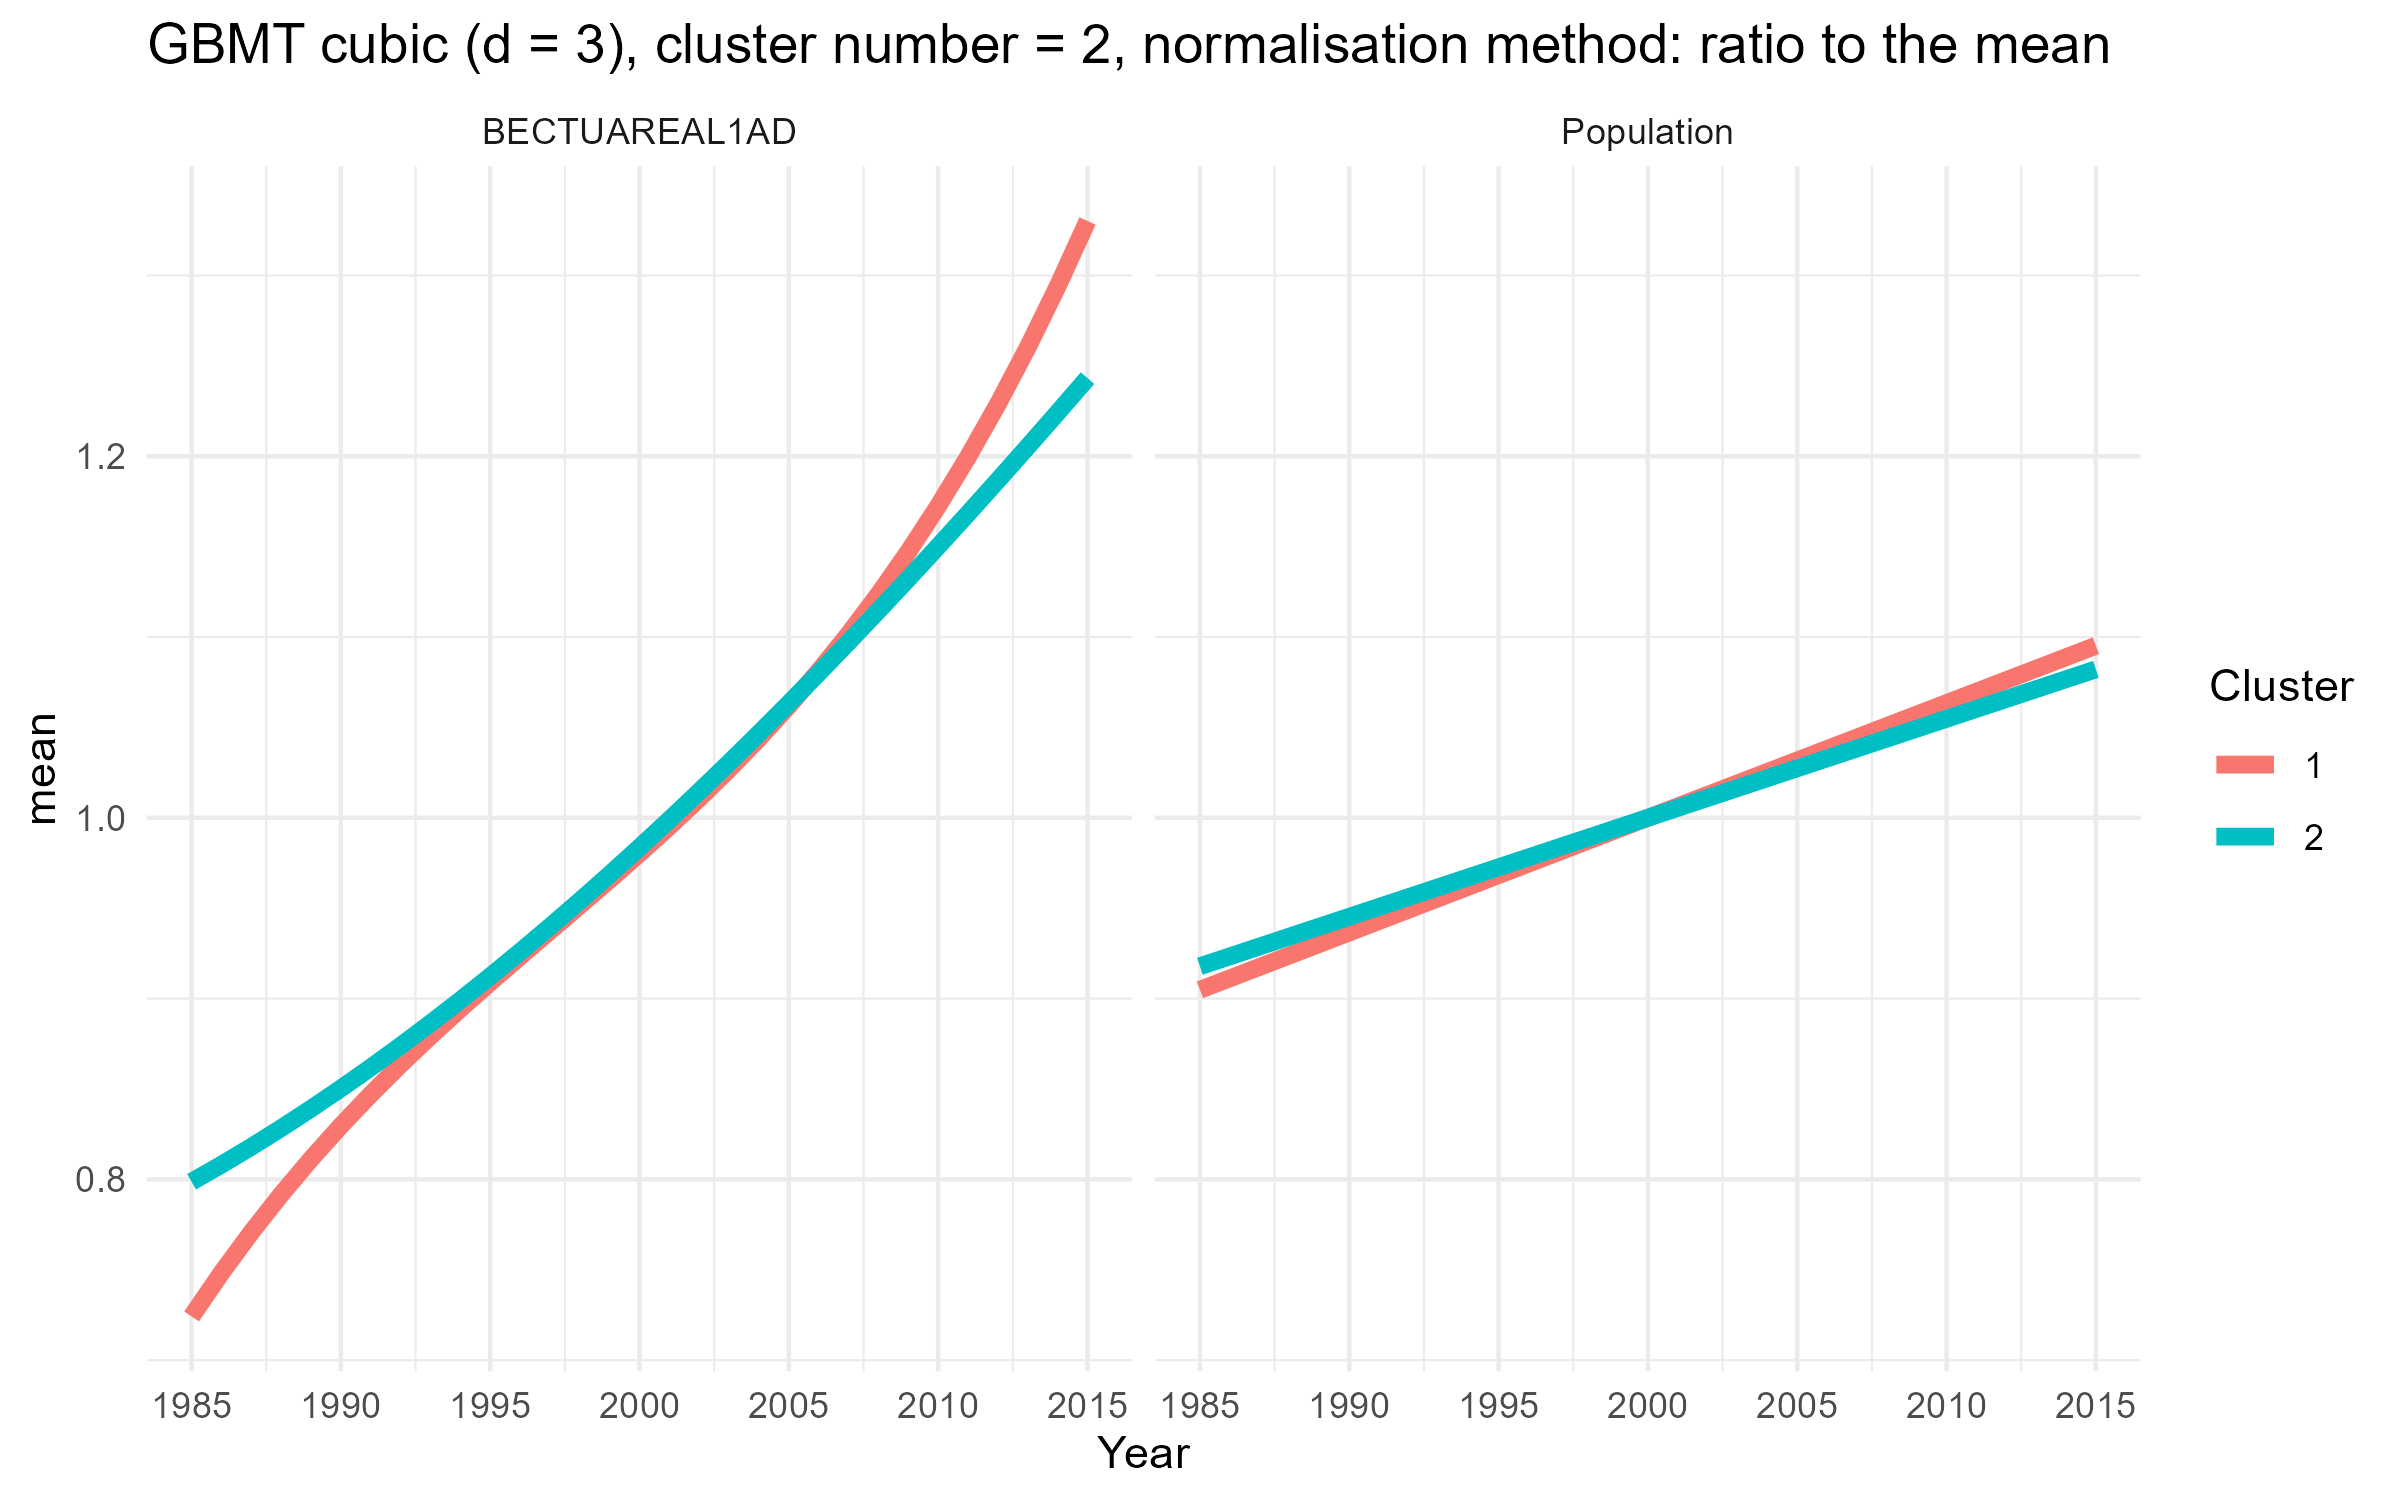 GBMT cubic (d = 3), cluster number = 2, normalisation method: ratio to the mean
BECTUAREAL1AD
Population
mean
1.2
1.0
0.8
1985 1990 1995 2000 2005 2010 2015
1985 1990 1995 2000 2005 2010 2015
Year
Cluster
1
2